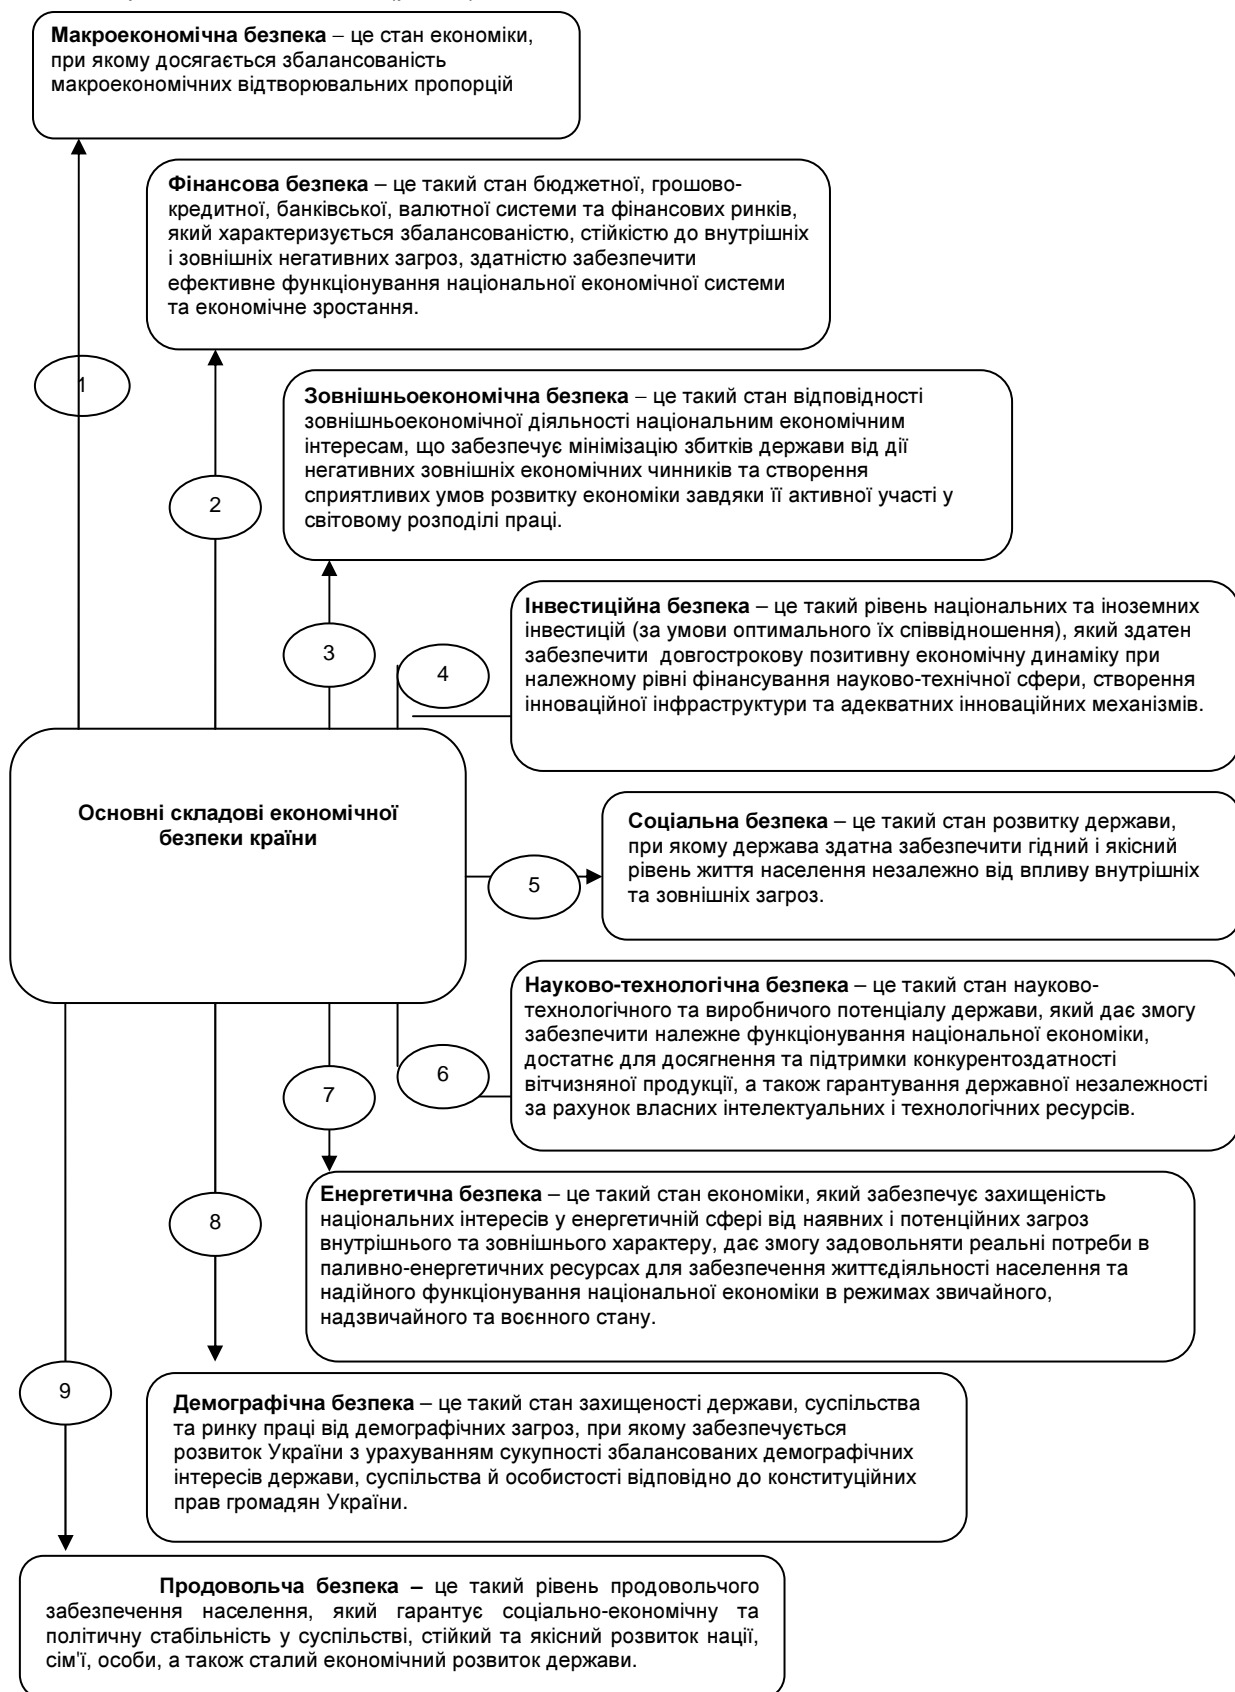 Макроекономічна безпека – це стан економіки,
при якому досягається збалансованість
макроекономічних відтворювальних пропорцій
Фінансова безпека – це такий стан бюджетної, грошово-
кредитної, банківської, валютної системи та фінансових ринків,
який характеризується збалансованістю, стійкістю до внутрішніх
і зовнішніх негативних загроз, здатністю забезпечити
ефективне функціонування національної економічної системи
та економічне зростання.
1
Зовнішньоекономічна безпека – це такий стан відповідності
зовнішньоекономічної діяльності національним економічним
інтересам, що забезпечує мінімізацію збитків держави від дії
негативних зовнішніх економічних чинників та створення
сприятливих умов розвитку економіки завдяки її активної участі у
світовому розподілі праці.
2
Інвестиційна безпека – це такий рівень національних та іноземних
інвестицій (за умови оптимального їх співвідношення), який здатен
забезпечити довгострокову позитивну економічну динаміку при
належному рівні фінансування науково-технічної сфери, створення
інноваційної інфраструктури та адекватних інноваційних механізмів.
3
4
Основні складові економічної
безпеки країни
Соціальна безпека – це такий стан розвитку держави,
при якому держава здатна забезпечити гідний і якісний
рівень життя населення незалежно від впливу внутрішніх
та зовнішніх загроз.
5
Науково-технологічна безпека – це такий стан науково-
технологічного та виробничого потенціалу держави, який дає змогу
забезпечити належне функціонування національної економіки,
достатнє для досягнення та підтримки конкурентоздатності
вітчизняної продукції, а також гарантування державної незалежності
за рахунок власних інтелектуальних і технологічних ресурсів.
6
7
Енергетична безпека – це такий стан економіки, який забезпечує захищеність
національних інтересів у енергетичній сфері від наявних і потенційних загроз
внутрішнього та зовнішнього характеру, дає змогу задовольняти реальні потреби в
паливно-енергетичних ресурсах для забезпечення життєдіяльності населення та
надійного функціонування національної економіки в режимах звичайного,
надзвичайного та воєнного стану.
8
9
Демографічна безпека – це такий стан захищеності держави, суспільства
та ринку праці від демографічних загроз, при якому забезпечується
розвиток України з урахуванням сукупності збалансованих демографічних
інтересів держави, суспільства й особистості відповідно до конституційних
прав громадян України.
Продовольча безпека – це такий рівень продовольчого
забезпечення населення, який гарантує соціально-економічну та
політичну стабільність у суспільстві, стійкий та якісний розвиток нації,
сім'ї, особи, а також сталий економічний розвиток держави.